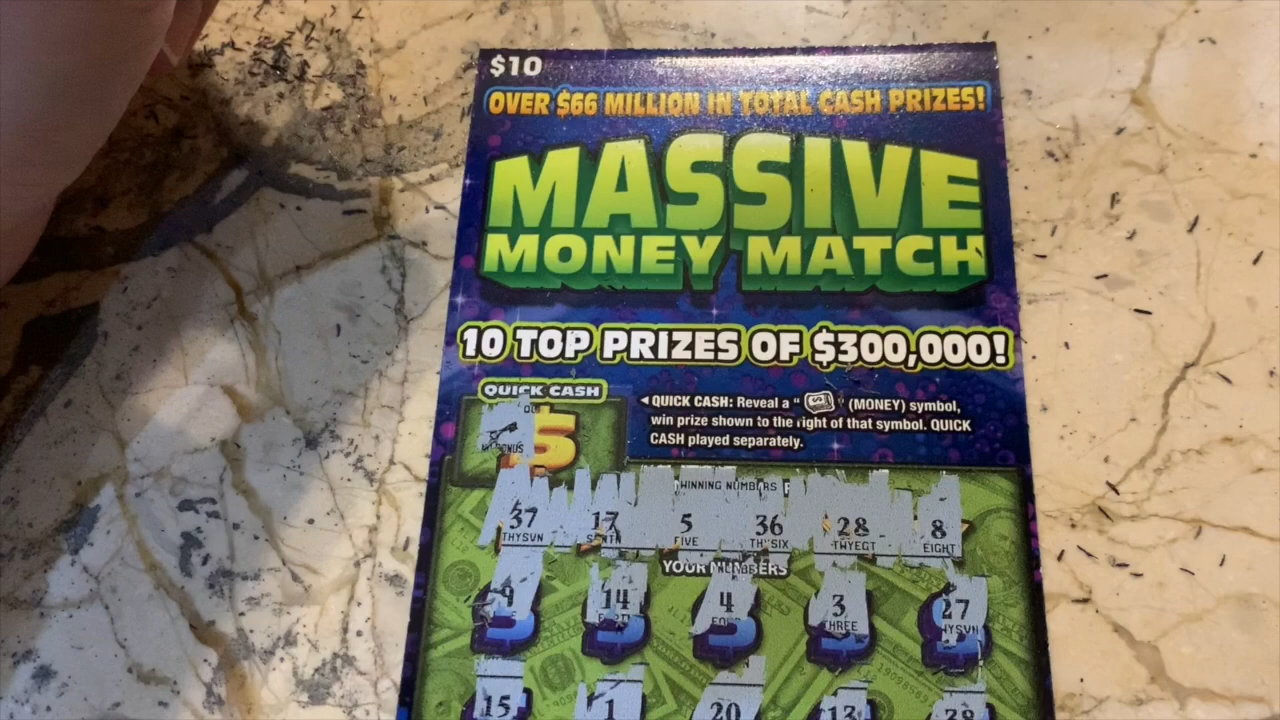 $10
OVER $66 MILLION IN TOTAL CASH PRIZES!
MASSIVE
MONEY MATCH
10 TOP PRIZES OF $300,000!
QUICK CASH
◄QUICK CASH: Reveal a " " (MONEY) symbol,
win prize shown to the right of that symbol. QUICK
CASH played separately.
$
WINNING NUMBERS
37 17 5 36 28 8
THYSVN FIVE THYSIX TWYEGT EIGHT
YOUR NUMBERS
9 14 4 3 27
THREE
15 1 20 13 38